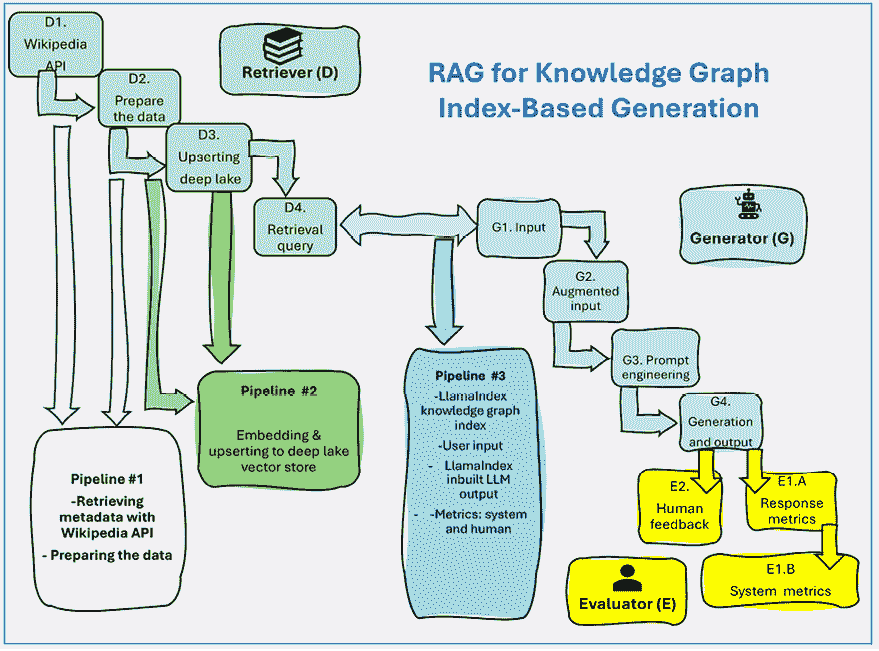 D1.
Wikipedia
API
Retriever (D)
RAG for Knowledge Graph
Index-Based Generation
D2.
Prepare
the data
D3.
Upserting
deep lake
D4.
Retrieval
query
G1. Input
Generator (G)
G2.
Augmented
input
G3. Prompt
engineering
G4.
Generation
and output
Pipeline #1
-Retrieving
metadata with
Wikipedia API
- Preparing the data
Pipeline #2
Embedding &
upserting to deep lake
vector store
Pipeline #3
-LlamaIndex
knowledge graph
index
-User input
- LlamaIndex
inbuilt LLM
output
- -Metrics: system
and human
E2.
Human
feedback
E1.A
Response
metrics
E1.B
System metrics
Evaluator (E)